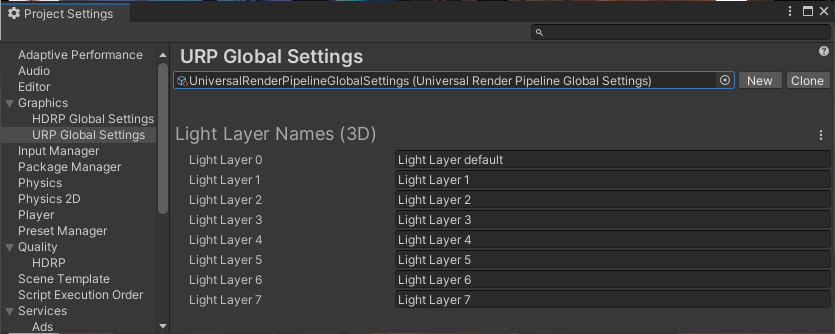 Project Settings
Adaptive Performance
Audio
Editor
Graphics
HDRP Global Settings
URP Global Settings
Input Manager
Package Manager
Physics
Physics 2D
Player
Preset Manager
Quality
HDRP
Scene Template
Script Execution Order
Services
Ads
URP Global Settings
UniversalRenderPipelineGlobalSettings (Universal Render Pipeline Global Settings)
New
Clone
Light Layer Names (3D)
Light Layer 0 Light Layer default
Light Layer 1 Light Layer 1
Light Layer 2 Light Layer 2
Light Layer 3 Light Layer 3
Light Layer 4 Light Layer 4
Light Layer 5 Light Layer 5
Light Layer 6 Light Layer 6
Light Layer 7 Light Layer 7